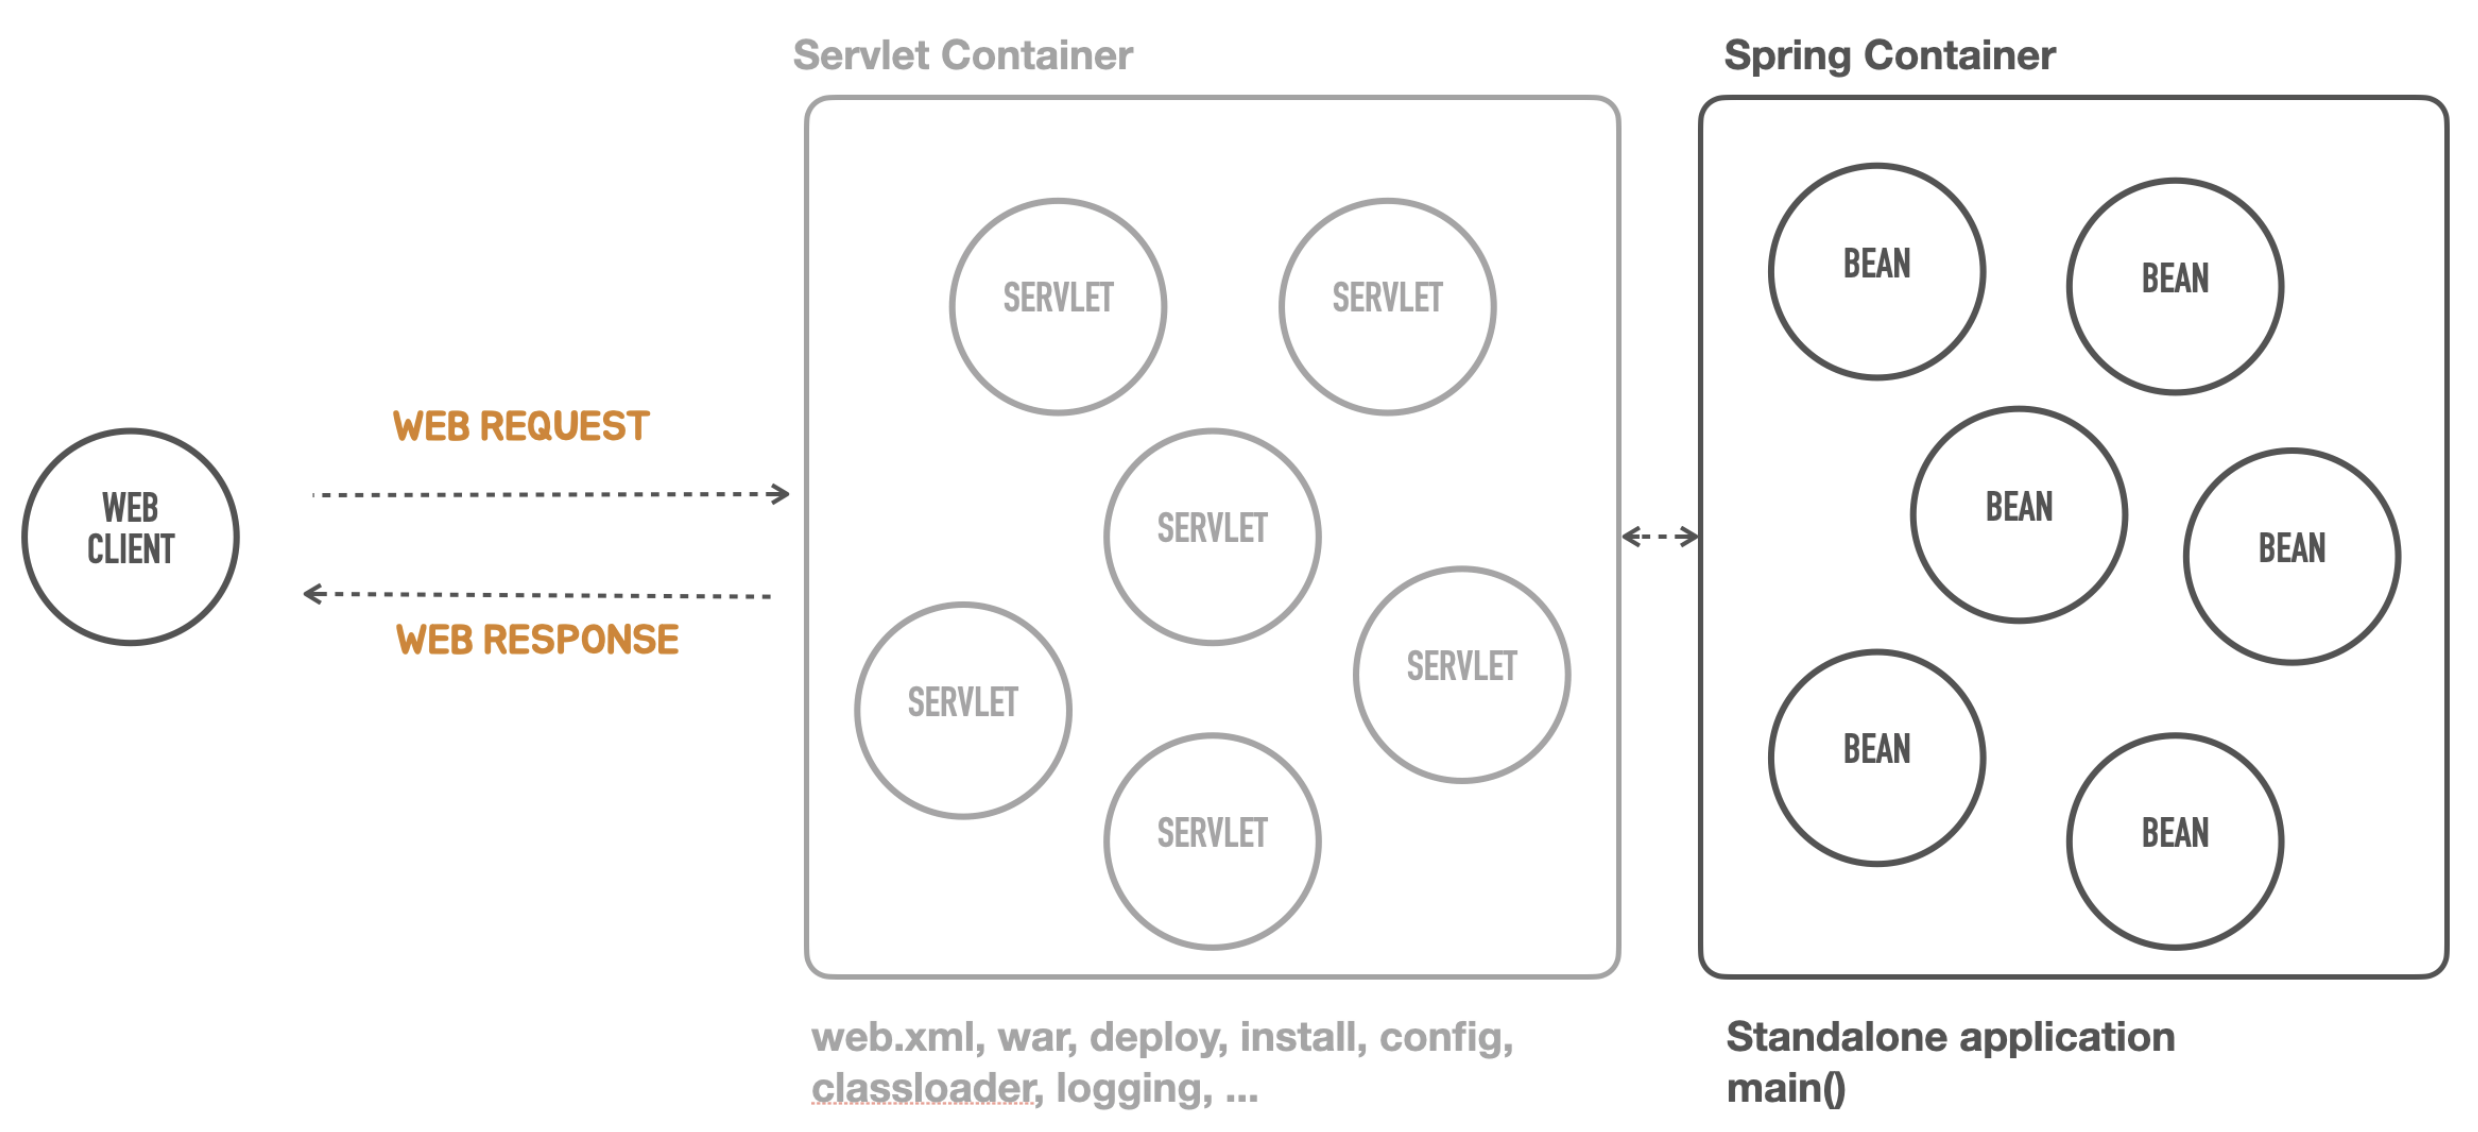 Servlet Container
Spring Container
SERVLET
SERVLET
BEAN
BEAN
WEB REQUEST
WEB
CLIENT
SERVLET
BEAN
BEAN
WEB RESPONSE
SERVLET
SERVLET
BEAN
SERVLET
BEAN
web.xml, war, deploy, install, config,
classloader, logging, ...
Standalone application
main()